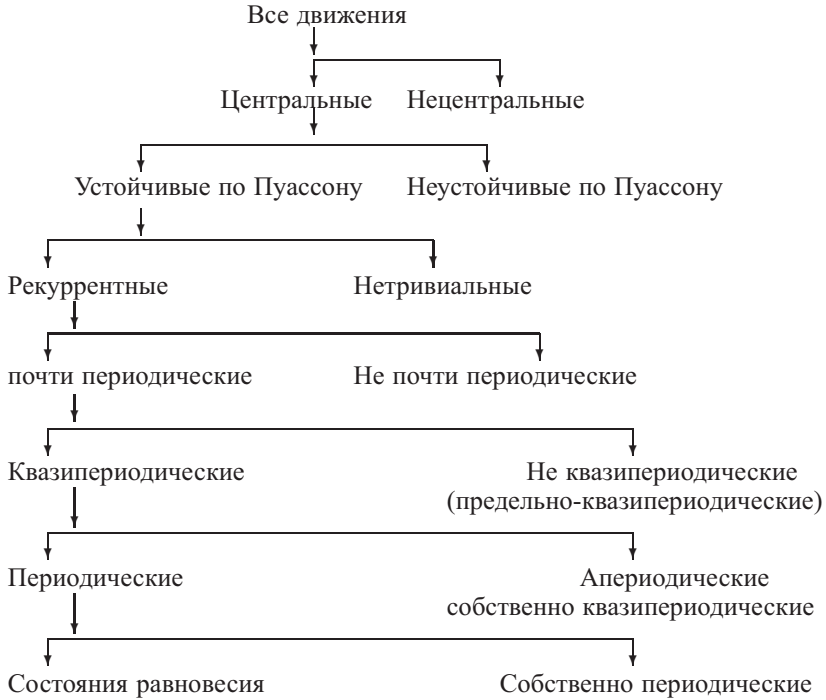 Все движения
Центральные Нецентральные
Устойчивые по Пуассону Неустойчивые по Пуассону
Рекуррентные Нетривиальные
почти периодические Не почти периодические
Квазипериодические Не квазипериодические
(предельно-квазипериодические)
Периодические Апериодические
собственно квазипериодические
Состояния равновесия Собственно периодические